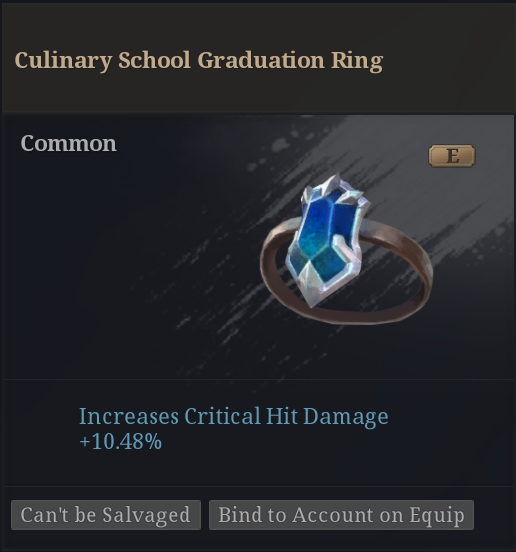 Culinary School Graduation Ring
Common
E
Increases Critical Hit Damage
+10.48%
Can't be Salvaged Bind to Account on Equip